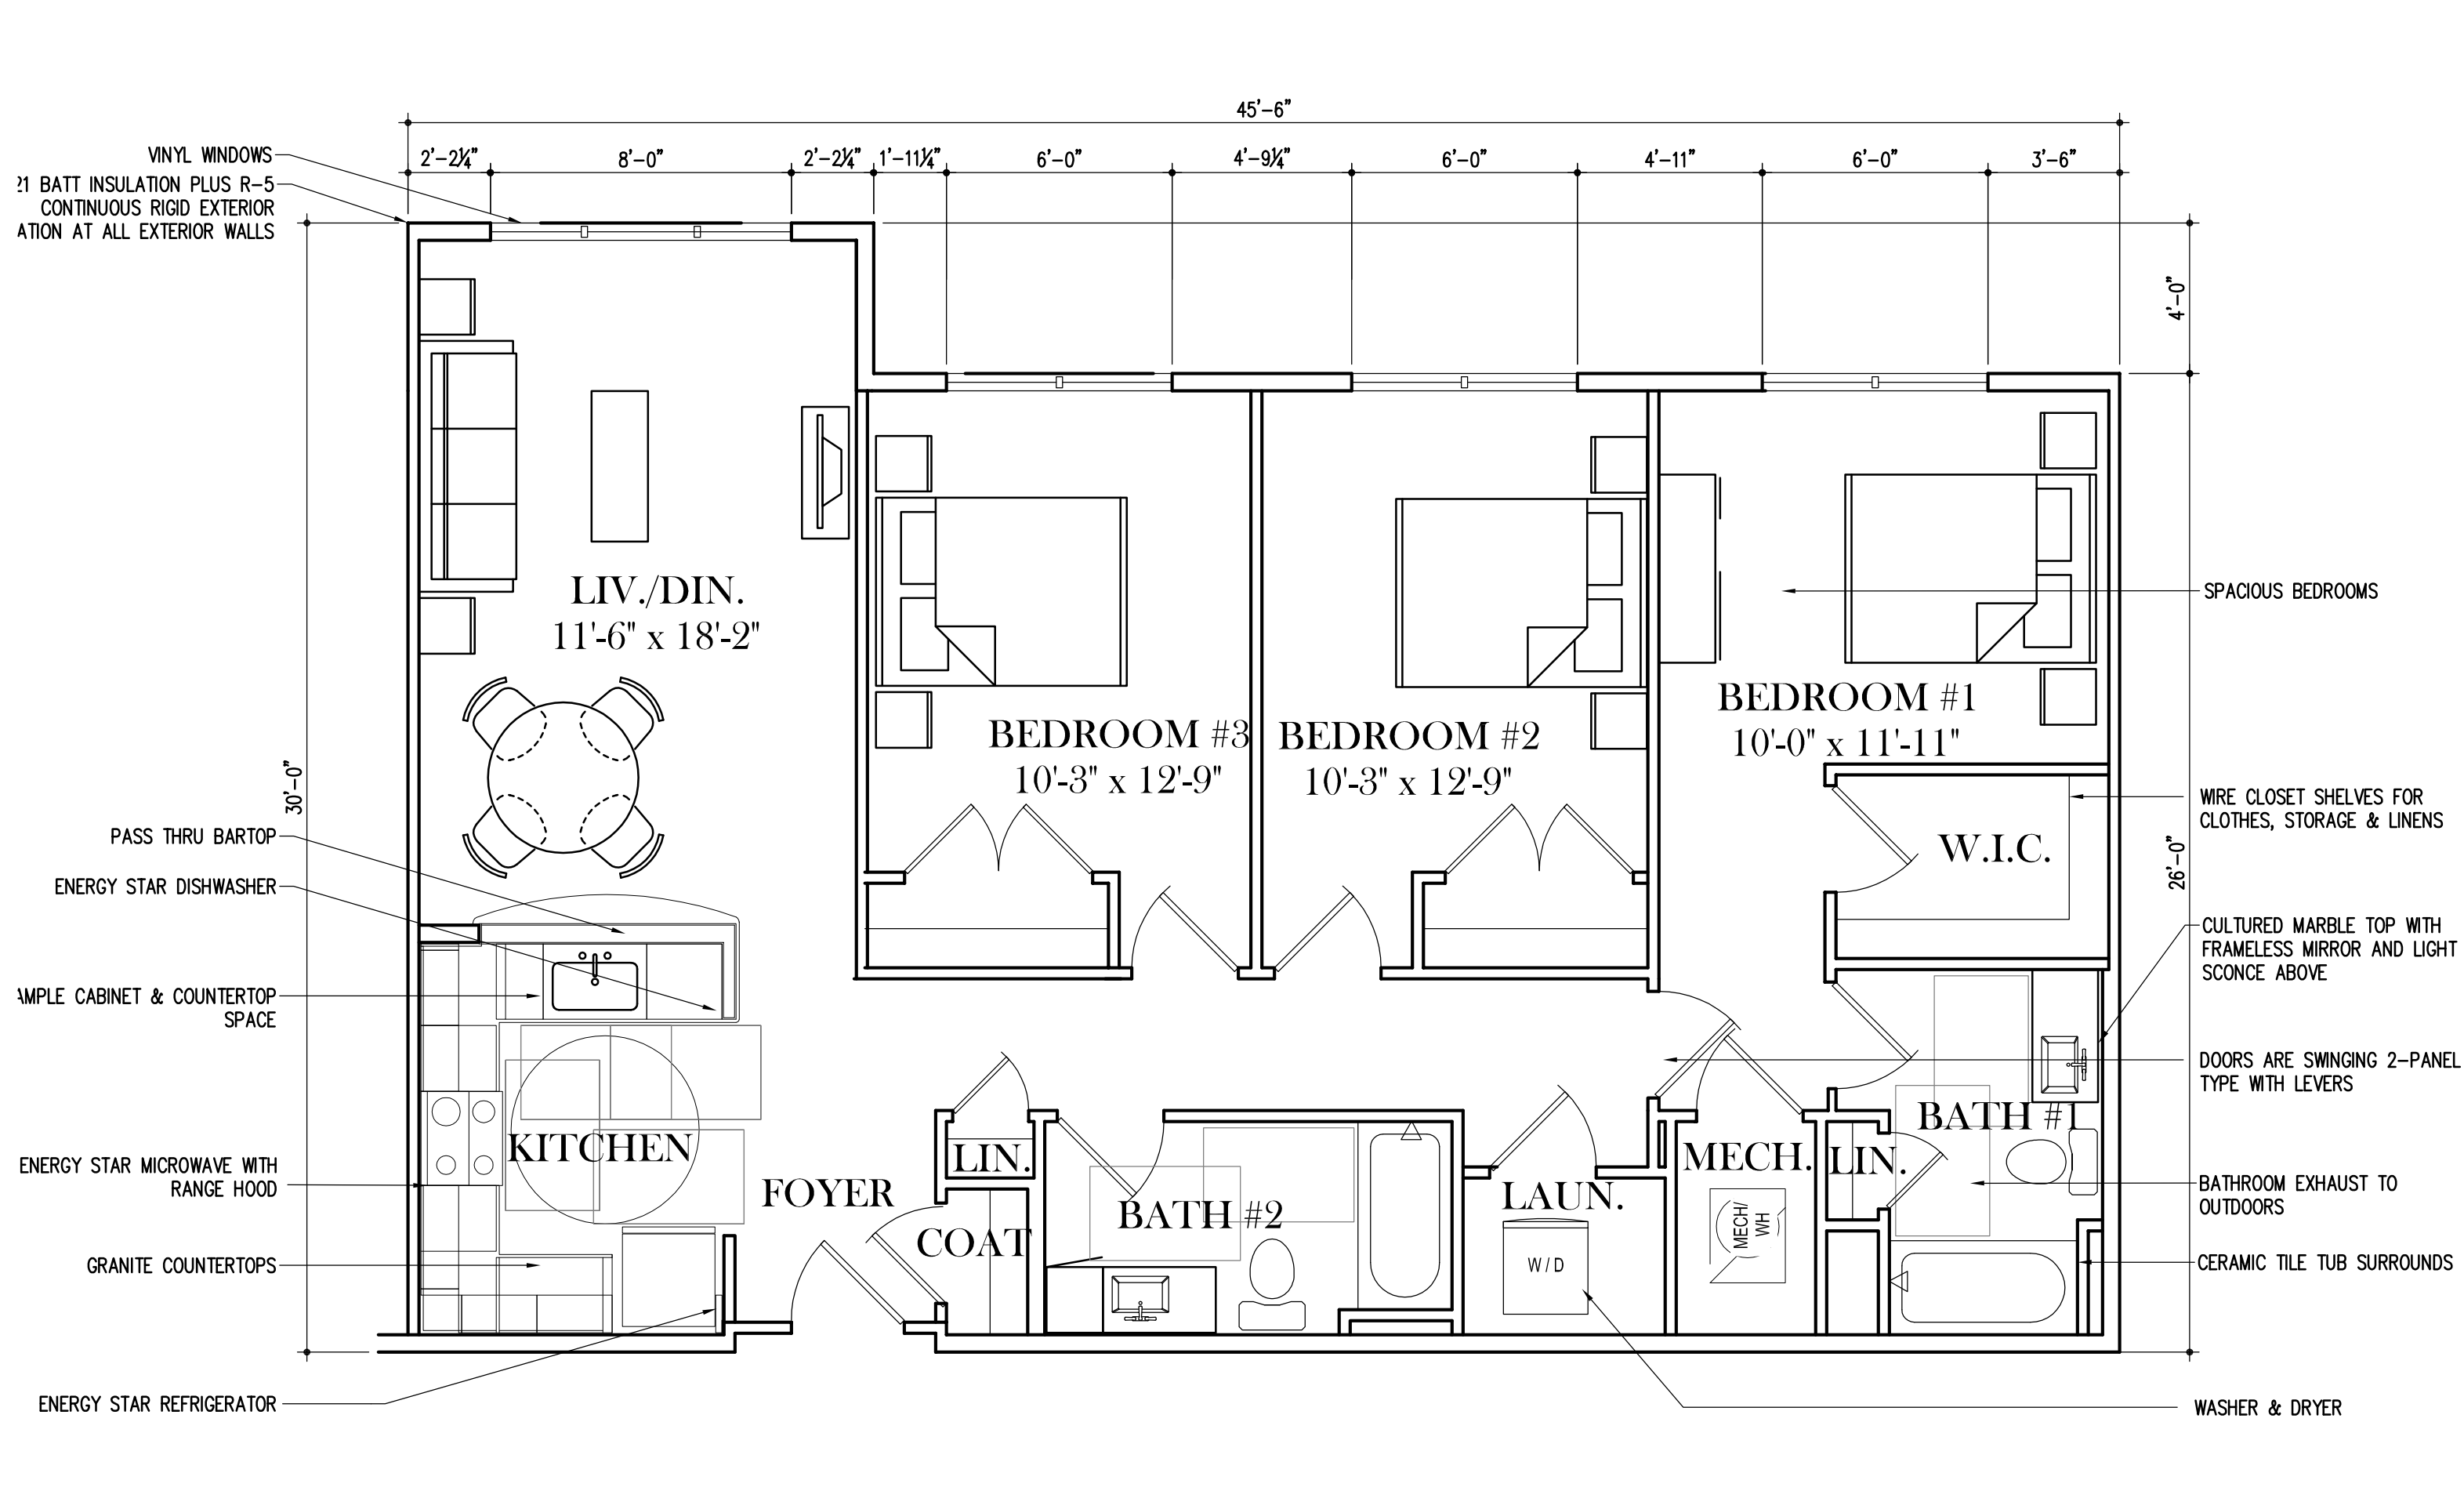 45'-6"
2'-2¼"
8'-0"
2'-2¼"
1'-11¼"
6'-0"
4'-9¼"
6'-0"
4'-11"
6'-0"
3'-6"
VINYL WINDOWS
21 BATT INSULATION PLUS R-5
CONTINUOUS RIGID EXTERIOR
ATION AT ALL EXTERIOR WALLS
4'-0"
30'-0"
26'-0"
LIV./DIN.
11'-6" x 18'-2"
BEDROOM #3
10'-3" x 12'-9"
BEDROOM #2
10'-3" x 12'-9"
BEDROOM #1
10'-0" x 11'-11"
SPACIOUS BEDROOMS
WIRE CLOSET SHELVES FOR
CLOTHES, STORAGE & LINENS
W.I.C.
PASS THRU BARTOP
ENERGY STAR DISHWASHER
AMPLE CABINET & COUNTERTOP
SPACE
CULTURED MARBLE TOP WITH
FRAMELESS MIRROR AND LIGHT
SCONCE ABOVE
DOORS ARE SWINGING 2-PANEL
TYPE WITH LEVERS
KITCHEN
ENERGY STAR MICROWAVE WITH
RANGE HOOD
FOYER
LIN.
COAT
BATH #2
LAUN.
W/D
MECH.
MECH/
WH
LIN.
BATH #1
BATHROOM EXHAUST TO
OUTDOORS
GRANITE COUNTERTOPS
CERAMIC TILE TUB SURROUNDS
ENERGY STAR REFRIGERATOR
WASHER & DRYER